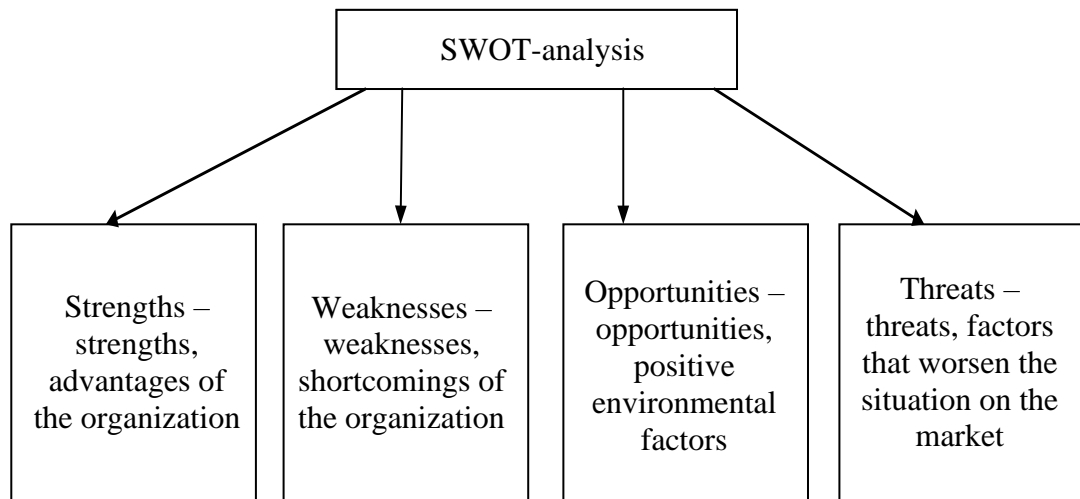 SWOT-analysis
Strengths –
strengths,
advantages of
the organization
Weaknesses –
weaknesses,
shortcomings of
the organization
Opportunities –
opportunities,
positive
environmental
factors
Threats –
threats, factors
that worsen the
situation on the
market